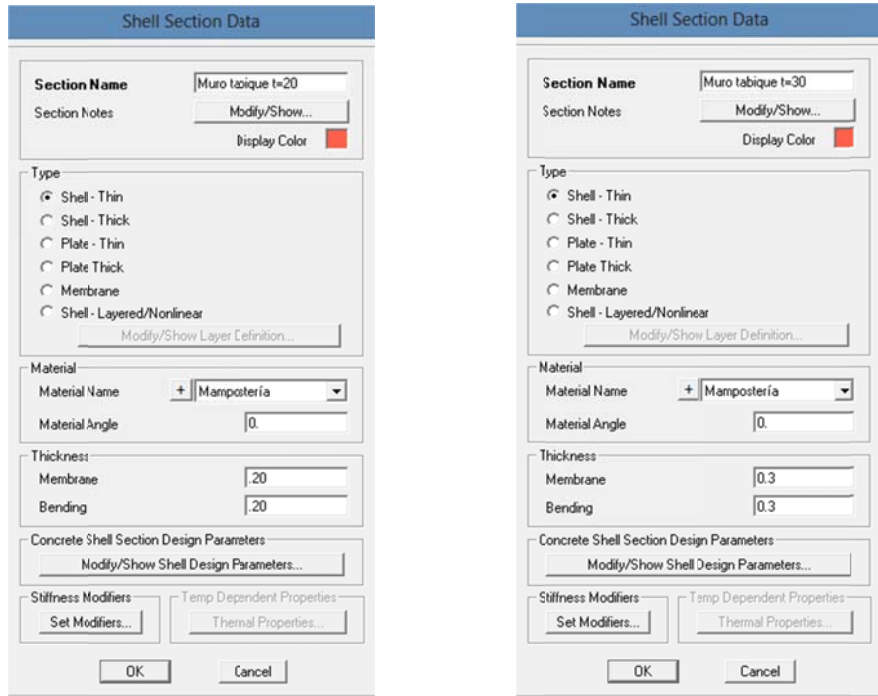 Shell Section Data
Section Name Muro tabique t=20
Section Notes Modify/Show...
Display Color
Type
Shell - Thin
Shell - Thick
Plate - Thin
Plate Thick
Membrane
Shell - Layered/Nonlinear
Modify/Show Layer Definition...
Material
Material Name + Mampostería
Material Angle 0.
Thickness
Membrane .20
Bending .20
Concrete Shell Section Design Parameters
Modify/Show Shell Design Parameters...
Stiffness Modifiers Temp Dependent Properties
Set Modifiers... Thermal Properties...
OK Cancel
Shell Section Data
Section Name Muro tabique t=30
Section Notes Modify/Show...
Display Color
Type
Shell - Thin
Shell - Thick
Plate - Thin
Plate Thick
Membrane
Shell - Layered/Nonlinear
Modify/Show Layer Definition...
Material
Material Name + Mampostería
Material Angle 0.
Thickness
Membrane 0.3
Bending 0.3
Concrete Shell Section Design Parameters
Modify/Show Shell Design Parameters...
Stiffness Modifiers Temp Dependent Properties
Set Modifiers... Thermal Properties...
OK Cancel